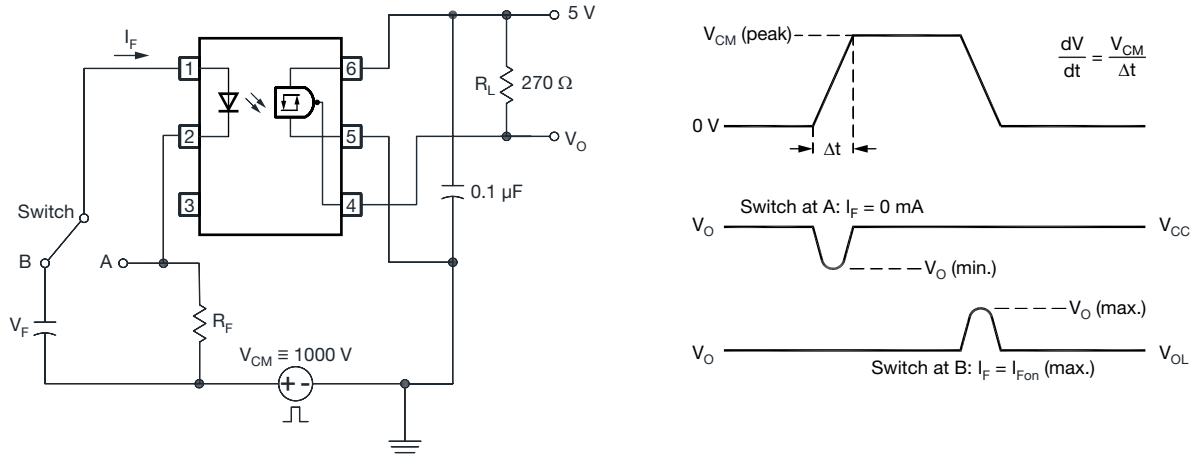 5 V
I_F
1
6
R_L 270 Ω
2
5
V_O
3
4
0.1 µF
Switch
B
A
V_F
R_F
V_CM ≡ 1000 V
+ -
V_CM (peak)
dV/dt = V_CM/Δt
0 V
Δt
Switch at A: I_F = 0 mA
V_O
V_CC
V_O (min.)
V_O (max.)
V_O
V_OL
Switch at B: I_F = I_Fon (max.)